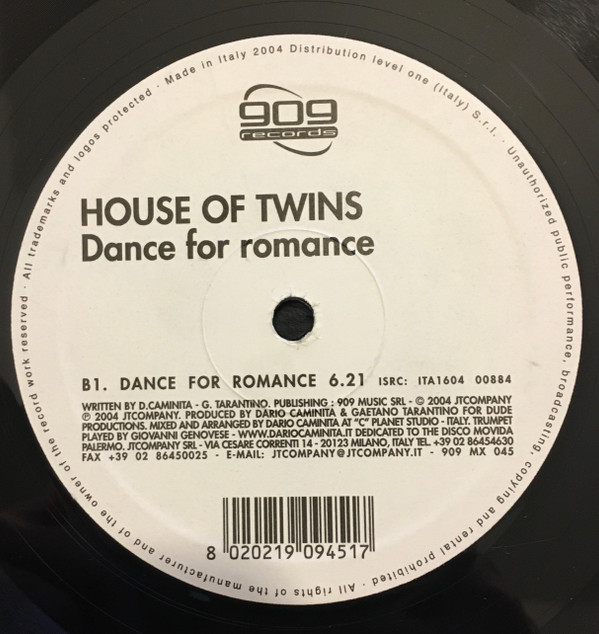 909
records
HOUSE OF TWINS
Dance for romance
B1. DANCE FOR ROMANCE 6.21 ISRC: ITA1604 00884
WRITTEN BY D.CAMINITA - G. TARANTINO. PUBLISHING : 909 MUSIC SRL - © 2004 JTCOMPANY
℗ 2004 JTCOMPANY. PRODUCED BY DARIO CAMINITA & GAETANO TARANTINO FOR DUDE
PRODUCTIONS. MIXED AND ARRANGED BY DARIO CAMINITA AT "C" PLANET STUDIO - ITALY. TRUMPET
PLAYED BY GIOVANNI GENOVESE - WWW.DARIOCAMINITA.IT DEDICATED TO THE DISCO MOVIDA
PALERMO. JTCOMPANY SRL - VIA CESARE CORRENTI 14 - 20123 MILANO, ITALY TEL. +39 02 86454630
FAX +39 02 86450025 - E-MAIL: JTCOMPANY@JTCOMPANY.IT - 909 MX 045
8 020219 094517
All rights of the manufacturer and of the owner of the record work reserved · All trademarks and logos protected · Made in Italy 2004 Distribution level one (italy) S.r.l. · Unauthorized public performance, broadcasting, copying and rental prohibited ·